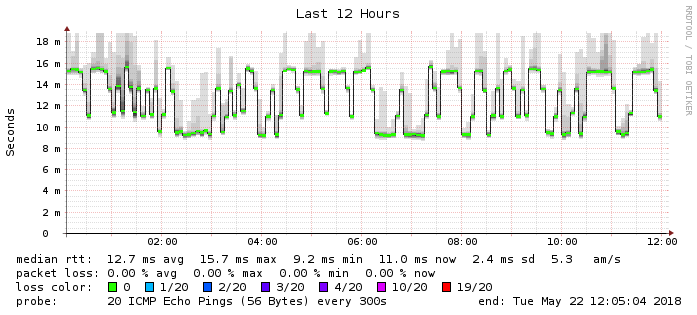 Last 12 Hours
RRDTOOL / TOBI OETIKER
Seconds
18 m
16 m
14 m
12 m
10 m
8 m
6 m
4 m
2 m
0
02:00 04:00 06:00 08:00 10:00 12:00
median rtt: 12.7 ms avg 15.7 ms max 9.2 ms min 11.0 ms now 2.4 ms sd 5.3 am/s
packet loss: 0.00 % avg 0.00 % max 0.00 % min 0.00 % now
loss color: 0 1/20 2/20 3/20 4/20 10/20 19/20
probe: 20 ICMP Echo Pings (56 Bytes) every 300s end: Tue May 22 12:05:04 2018